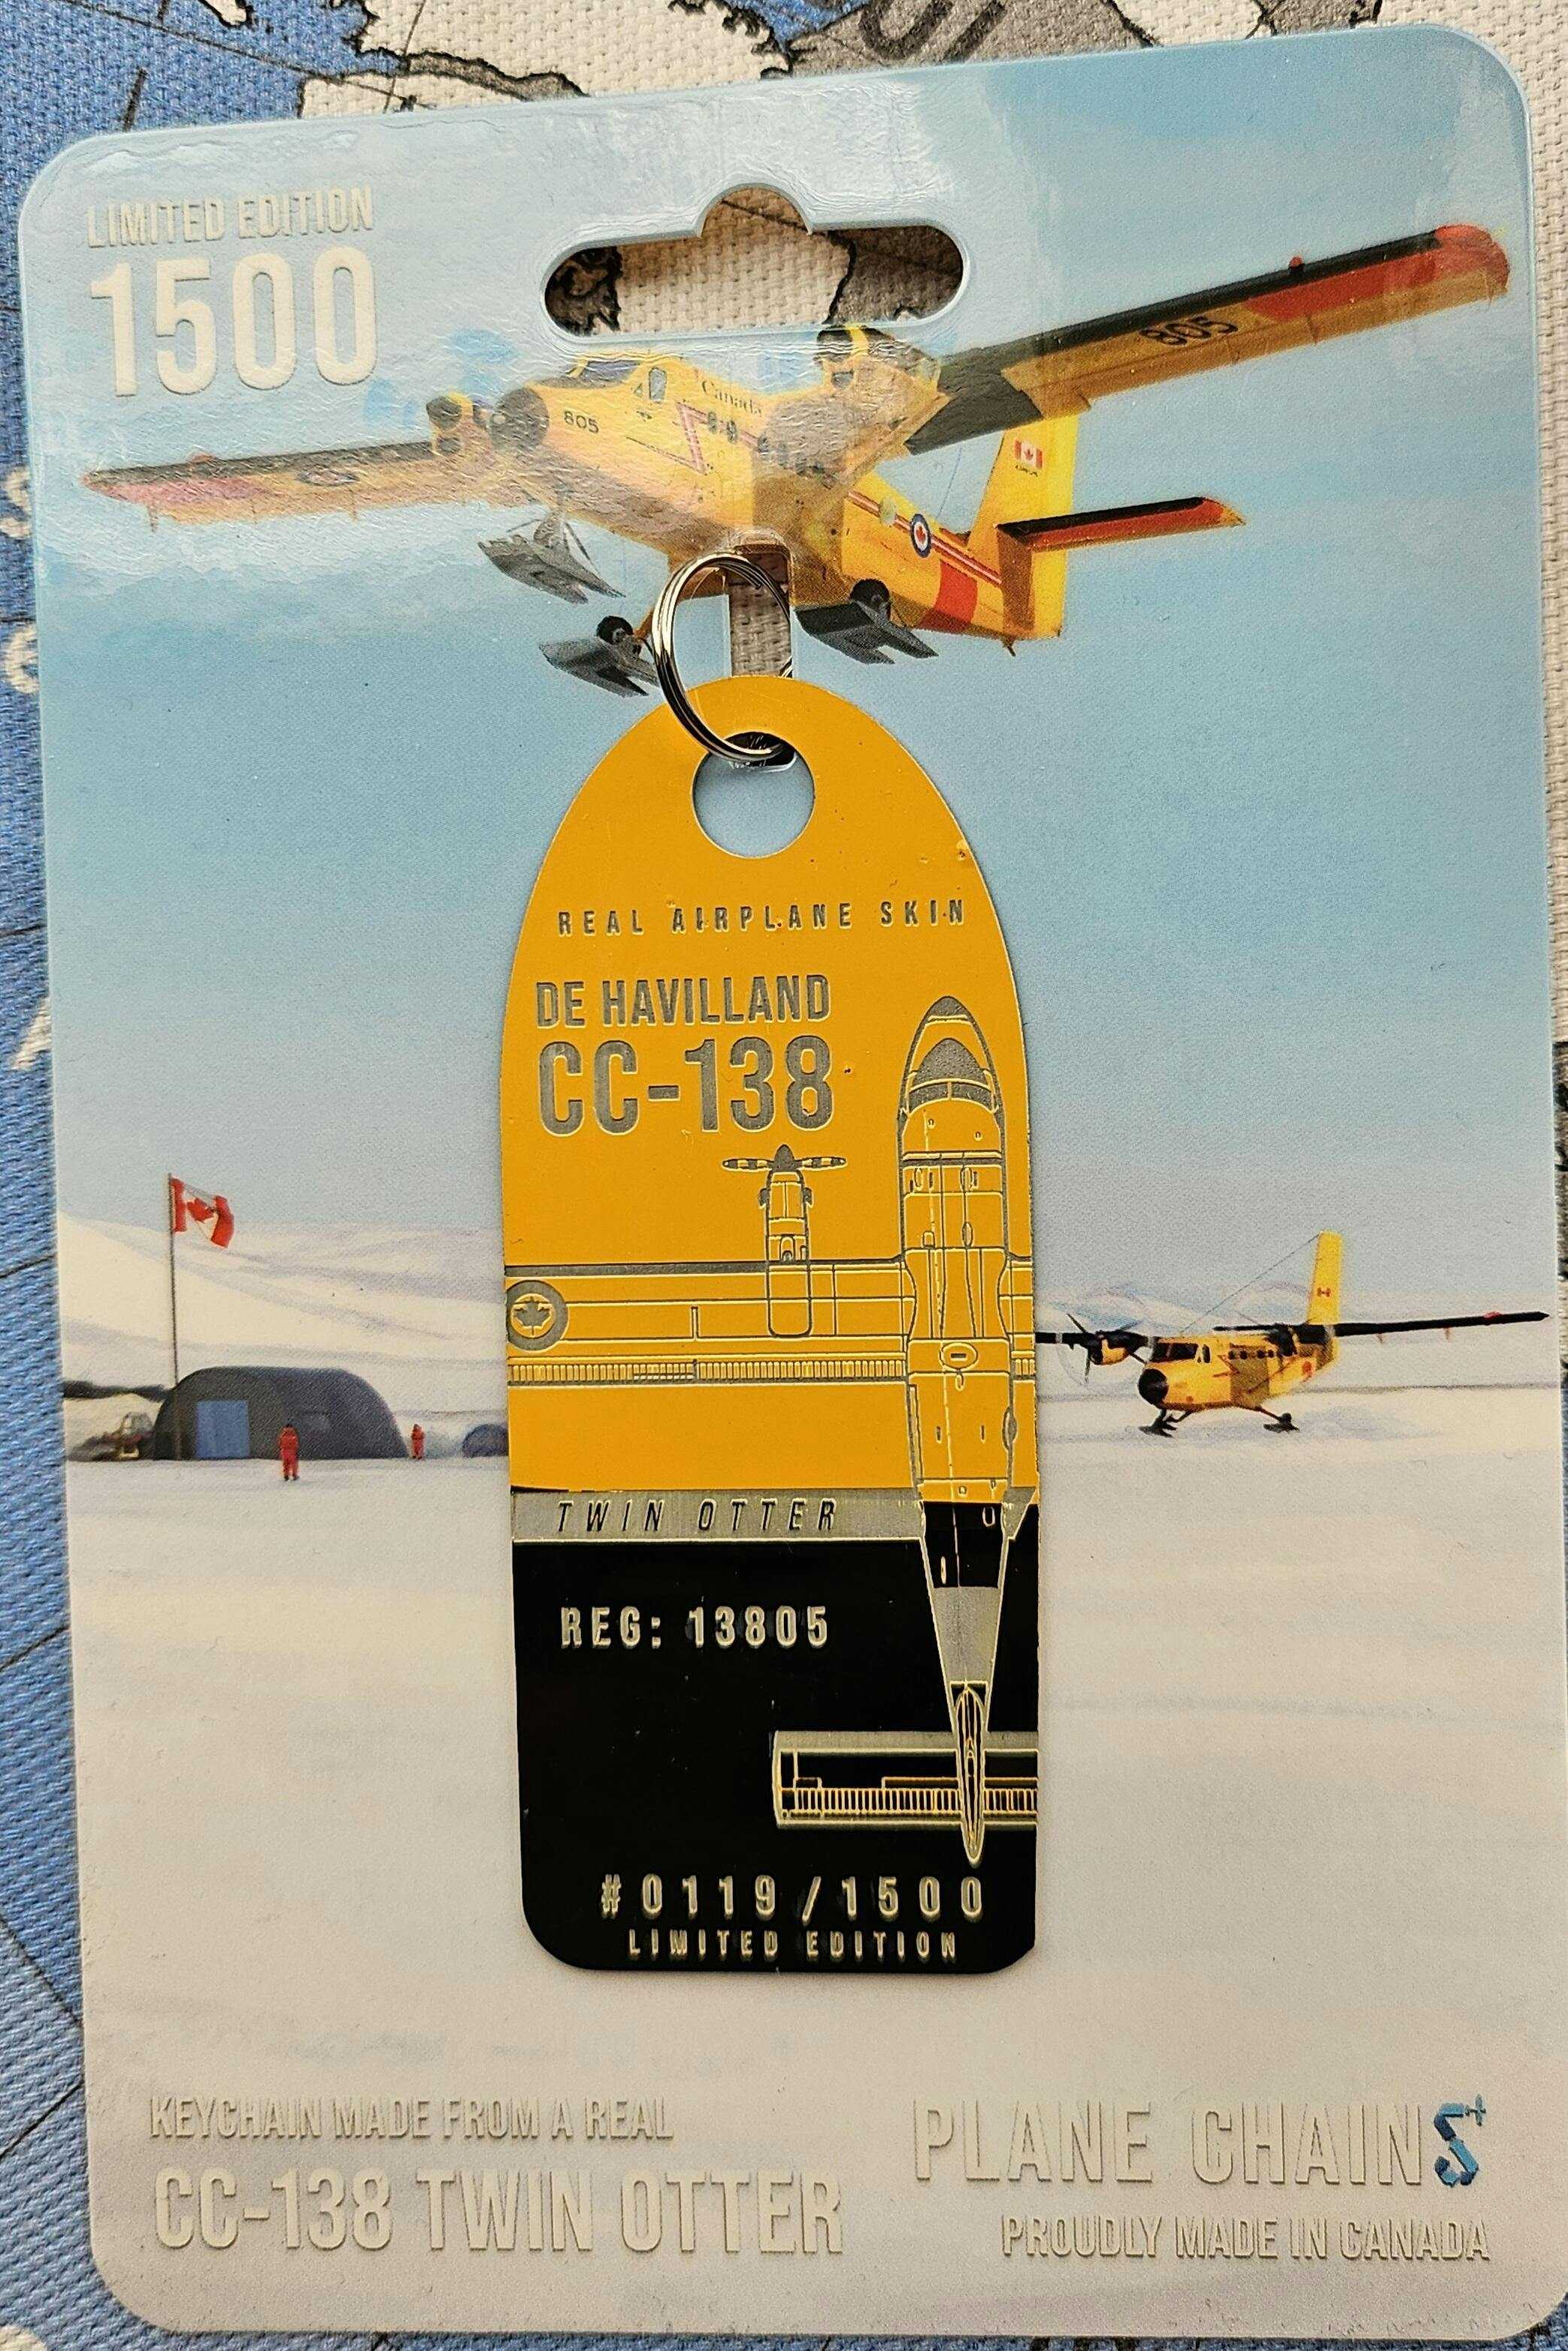 LIMITED EDITION
1500
805
805
Canada
REAL AIRPLANE SKIN
DE HAVILLAND
CC-138
TWIN OTTER
REG: 13805
#0119/1500
LIMITED EDITION
KEYCHAIN MADE FROM A REAL
CC-138 TWIN OTTER
PLANE CHAINS+
PROUDLY MADE IN CANADA